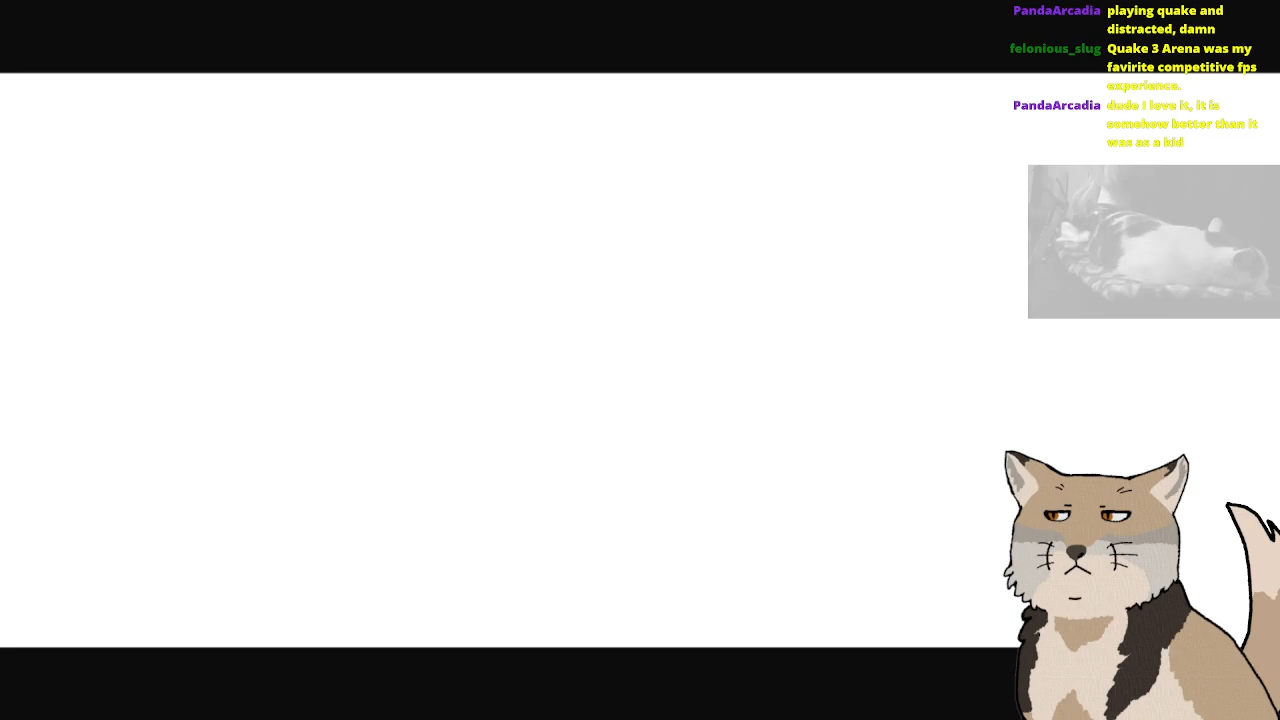 PandaArcadia playing quake and
distracted, damn
felonious_slug Quake 3 Arena was my
favirite competitive fps
experience.
PandaArcadia dude I love it, it is
somehow better than it
was as a kid